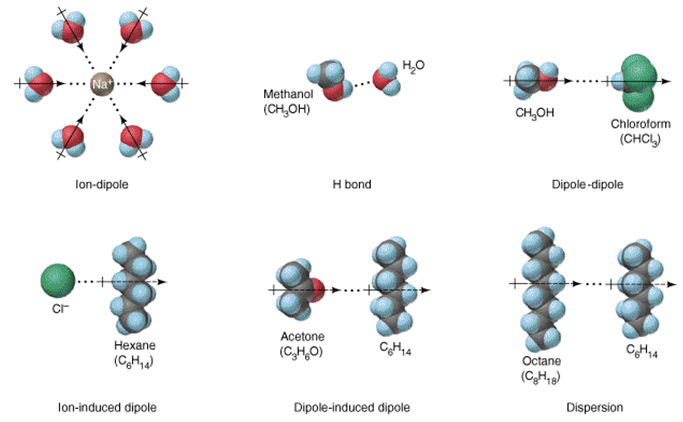 Na⁺
Ion-dipole
Methanol
(CH₃OH)
H₂O
H bond
CH₃OH
Chloroform
(CHCl₃)
Dipole-dipole
Cl⁻
Hexane
(C₆H₁₄)
Ion-induced dipole
Acetone
(C₃H₆O)
C₆H₁₄
Dipole-induced dipole
Octane
(C₈H₁₈)
C₆H₁₄
Dispersion